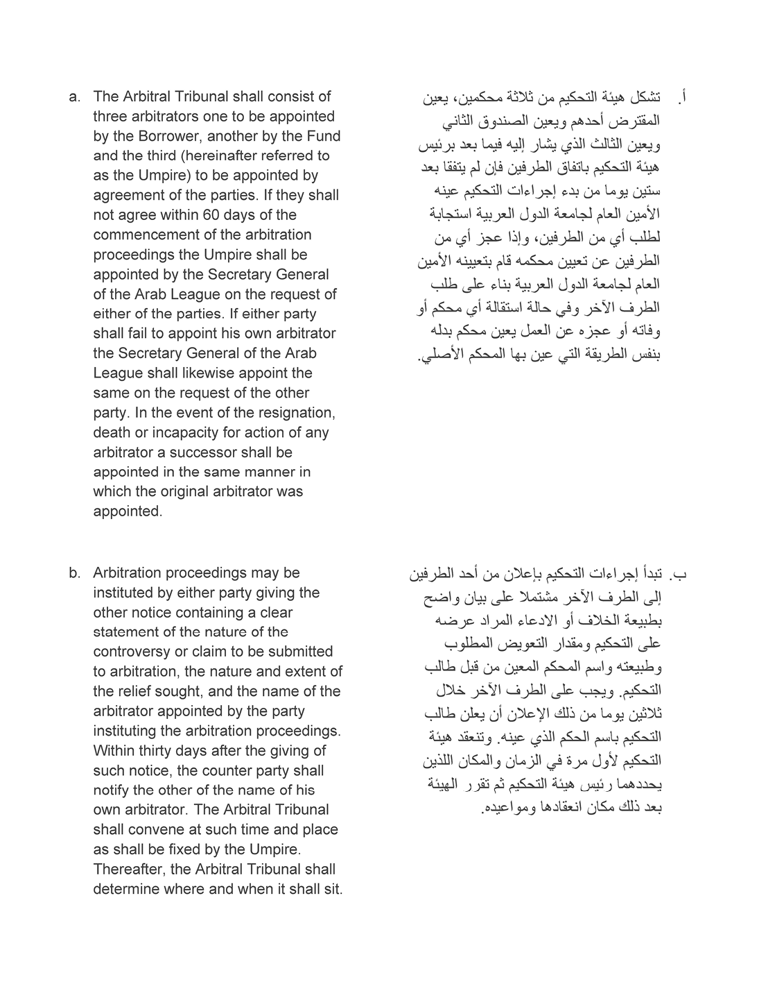 a. The Arbitral Tribunal shall consist of
three arbitrators one to be appointed
by the Borrower, another by the Fund
and the third (hereinafter referred to
as the Umpire) to be appointed by
agreement of the parties. If they shall
not agree within 60 days of the
commencement of the arbitration
proceedings the Umpire shall be
appointed by the Secretary General
of the Arab League on the request of
either of the parties. If either party
shall fail to appoint his own arbitrator
the Secretary General of the Arab
League shall likewise appoint the
same on the request of the other
party. In the event of the resignation,
death or incapacity for action of any
arbitrator a successor shall be
appointed in the same manner in
which the original arbitrator was
appointed.
أ. تشكل هيئة التحكيم من ثلاثة محكمين، يعين
المقترض أحدهم ويعين الصندوق الثاني
ويعين الثالث الذي يشار إليه فيما بعد برئيس
هيئة التحكيم باتفاق الطرفين فإن لم يتفقا بعد
ستين يوما من بدء إجراءات التحكيم عينه
الأمين العام لجامعة الدول العربية استجابة
لطلب أي من الطرفين، وإذا عجز أي من
الطرفين عن تعيين محكمه قام بتعيينه الأمين
العام لجامعة الدول العربية بناء على طلب
الطرف الآخر وفي حالة استقالة أي محكم أو
وفاته أو عجزه عن العمل يعين محكم بدله
بنفس الطريقة التي عين بها المحكم الأصلي.
b. Arbitration proceedings may be
instituted by either party giving the
other notice containing a clear
statement of the nature of the
controversy or claim to be submitted
to arbitration, the nature and extent of
the relief sought, and the name of the
arbitrator appointed by the party
instituting the arbitration proceedings.
Within thirty days after the giving of
such notice, the counter party shall
notify the other of the name of his
own arbitrator. The Arbitral Tribunal
shall convene at such time and place
as shall be fixed by the Umpire.
Thereafter, the Arbitral Tribunal shall
determine where and when it shall sit.
ب. تبدأ إجراءات التحكيم بإعلان من أحد الطرفين
إلى الطرف الآخر مشتملا على بيان واضح
بطبيعة الخلاف أو الادعاء المراد عرضه
على التحكيم ومقدار التعويض المطلوب
وطبيعته واسم المحكم المعين من قبل طالب
التحكيم. ويجب على الطرف الآخر خلال
ثلاثين يوما من ذلك الإعلان أن يعلن طالب
التحكيم باسم الحكم الذي عينه. وتنعقد هيئة
التحكيم لأول مرة في الزمان والمكان اللذين
يحددهما رئيس هيئة التحكيم ثم تقرر الهيئة
بعد ذلك مكان انعقادها ومواعيده.